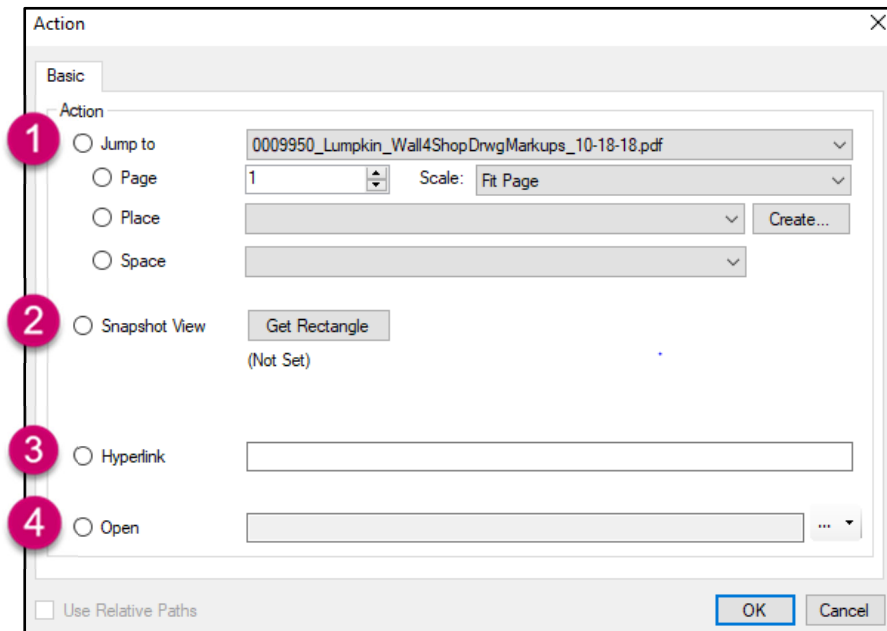 Action
Basic
Action
1 Jump to 0009950_Lumpkin_Wall4ShopDrwgMarkups_10-18-18.pdf
Page 1 Scale: Fit Page
Place Create...
Space
2 Snapshot View Get Rectangle
(Not Set)
3 Hyperlink
4 Open ...
Use Relative Paths OK Cancel